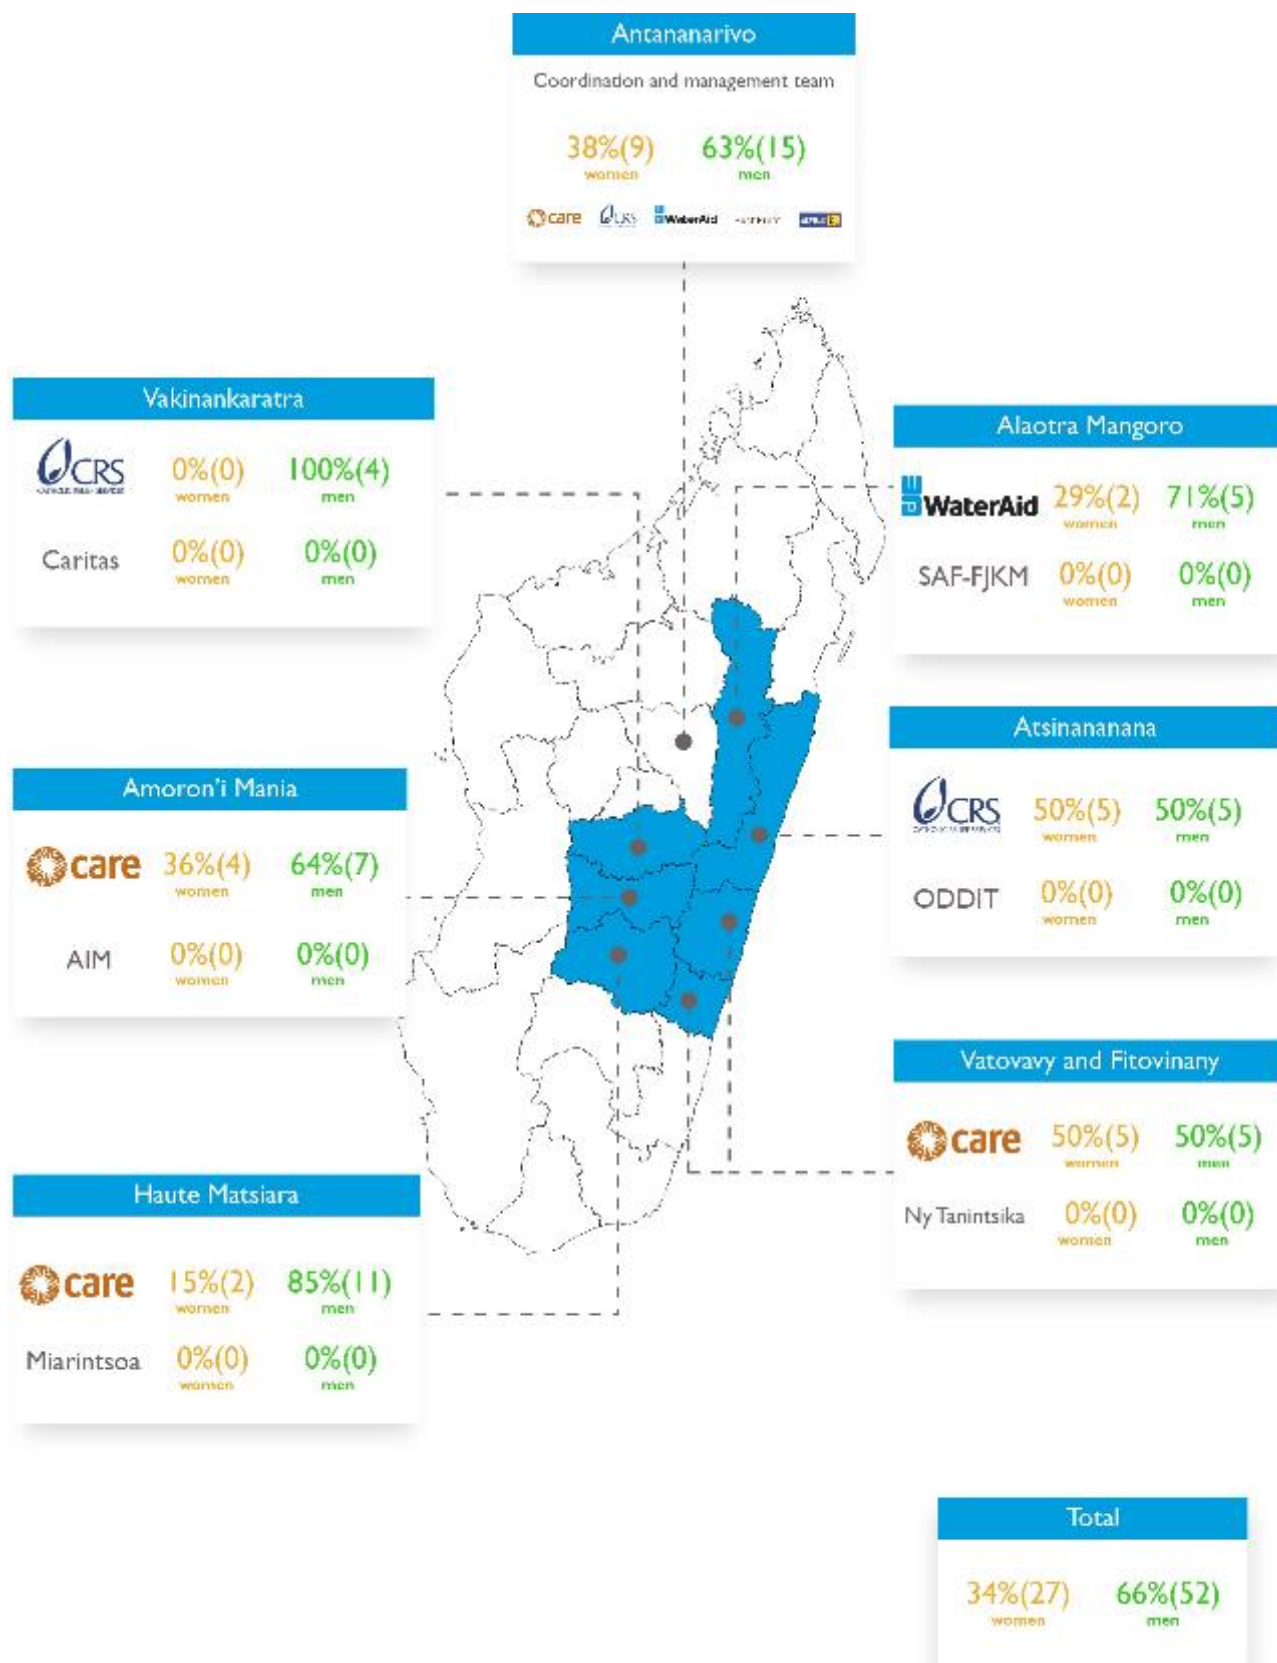 Antananarivo
Coordination and management team
38%(9) 63%(15)
women men
care CRS WaterAid
Vakinankaratra
CRS 0%(0) 100%(4)
women men
Caritas 0%(0) 0%(0)
women men
Alaotra Mangoro
WaterAid 29%(2) 71%(5)
women men
SAF-FJKM 0%(0) 0%(0)
women men
Amoron'i Mania
care 36%(4) 64%(7)
women men
AIM 0%(0) 0%(0)
women men
Atsinananana
CRS 50%(5) 50%(5)
women men
ODDIT 0%(0) 0%(0)
women men
Vatovavy and Fitovinany
care 50%(5) 50%(5)
women men
Ny Tanintsika 0%(0) 0%(0)
women men
Haute Matsiara
care 15%(2) 85%(11)
women men
Miarintsoa 0%(0) 0%(0)
women men
Total
34%(27) 66%(52)
women men